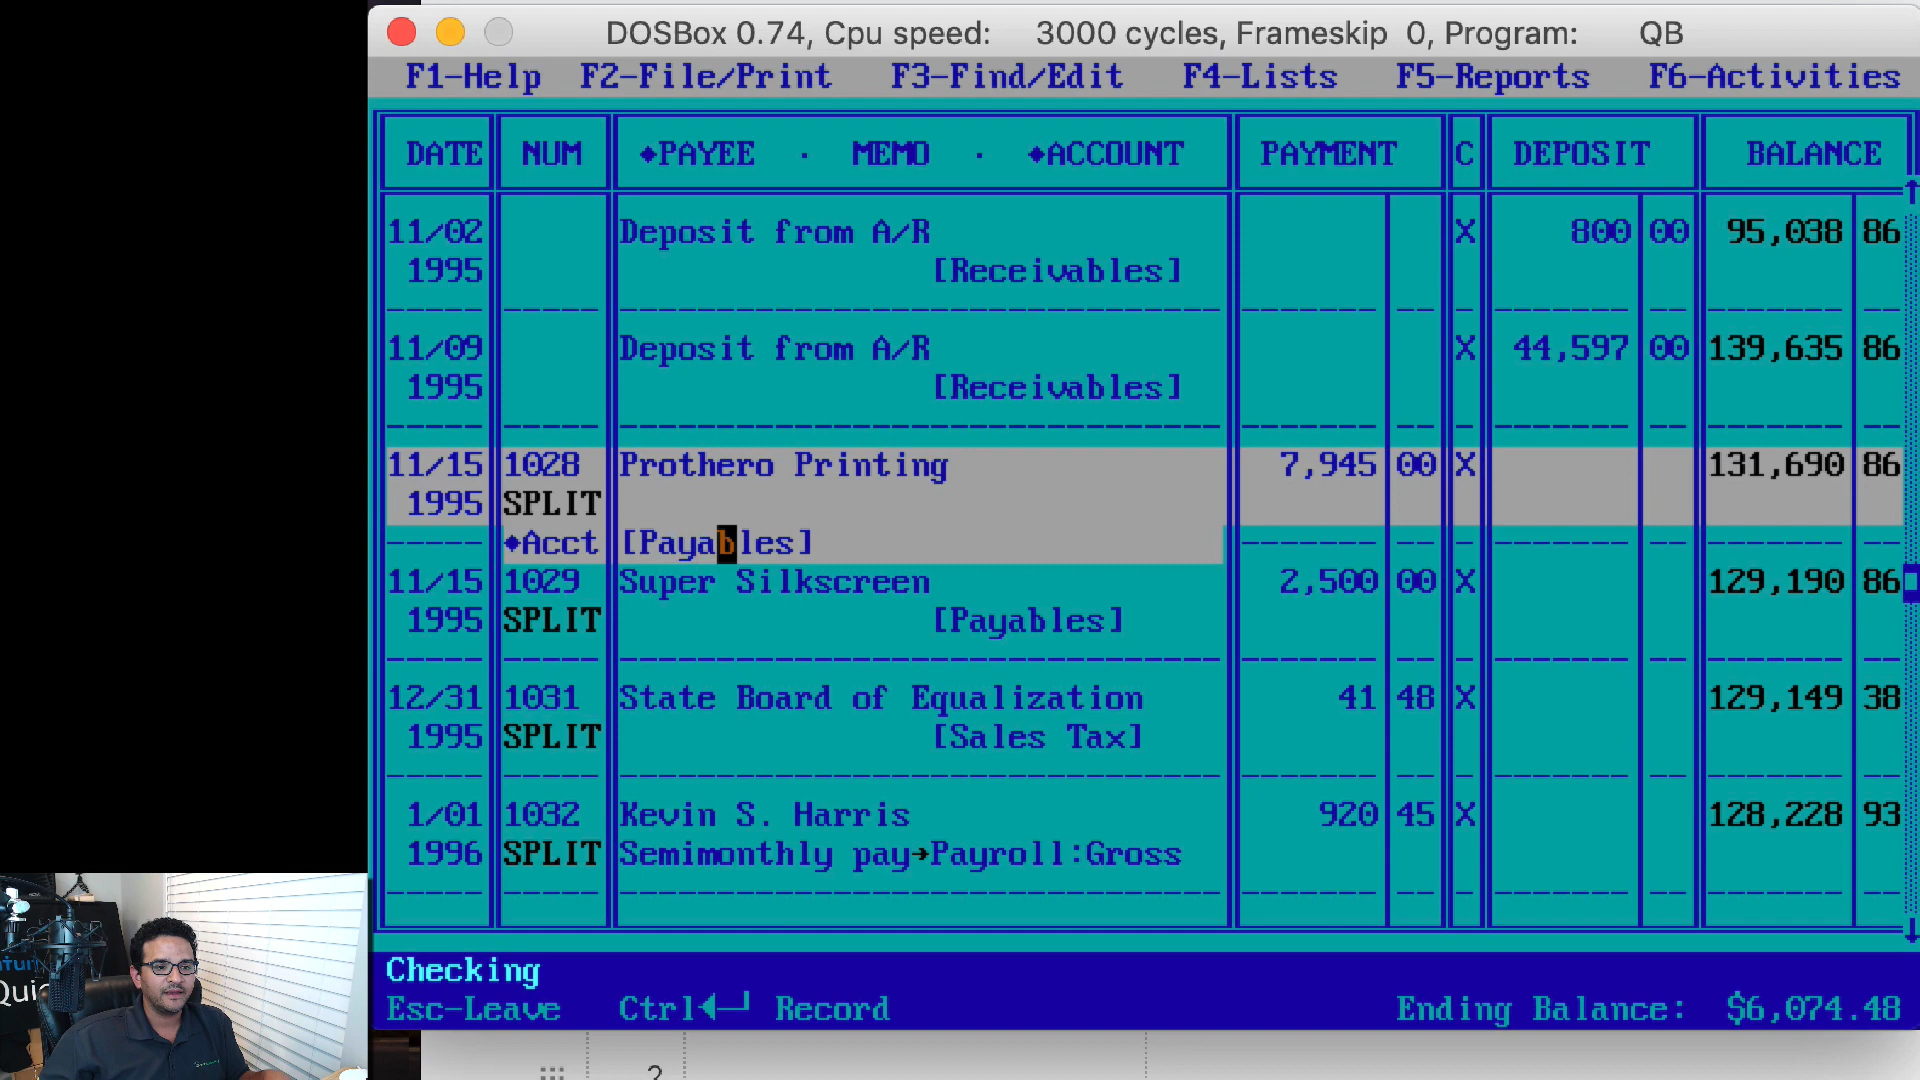 DOSBox 0.74, Cpu speed: 3000 cycles, Frameskip 0, Program: QB
F1-Help F2-File/Print F3-Find/Edit F4-Lists F5-Reports F6-Activities
DATE NUM ◆PAYEE · MEMO · ◆ACCOUNT PAYMENT C DEPOSIT BALANCE
11/02 Deposit from A/R X 800 00 95,038 86
1995 [Receivables]
11/09 Deposit from A/R X 44,597 00 139,635 86
1995 [Receivables]
11/15 1028 Prothero Printing 7,945 00 X 131,690 86
1995 SPLIT
◆Acct [Payables]
11/15 1029 Super Silkscreen 2,500 00 X 129,190 86
1995 SPLIT [Payables]
12/31 1031 State Board of Equalization 41 48 X 129,149 38
1995 SPLIT [Sales Tax]
1/01 1032 Kevin S. Harris 920 45 X 128,228 93
1996 SPLIT Semimonthly pay→Payroll:Gross
Checking
Esc-Leave Ctrl◄─┘ Record Ending Balance: $6,074.48